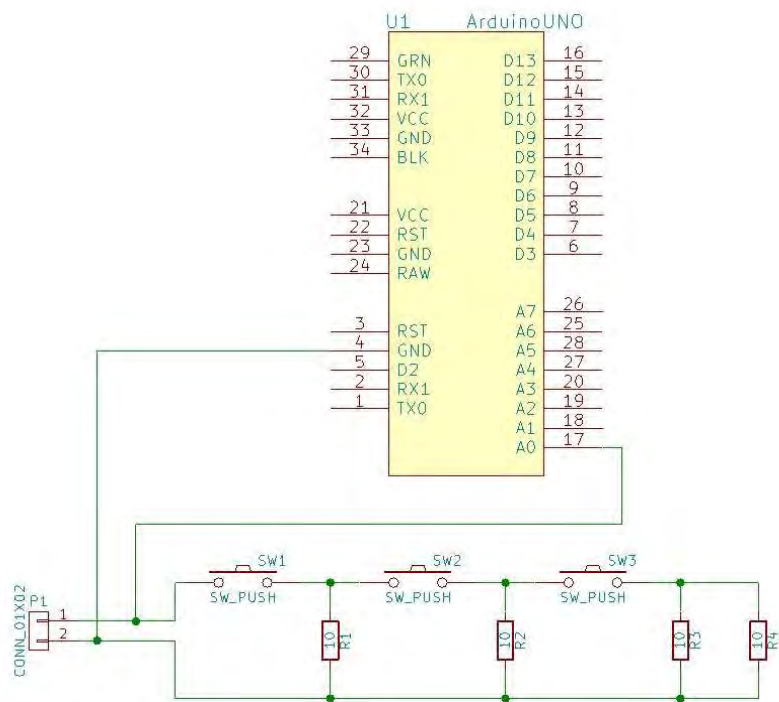 U1 ArduinoUNO
29 GRN D13 16
30 TX0 D12 15
31 RX1 D11 14
32 VCC D10 13
33 GND D9 12
34 BLK D8 11
D7 10
D6 9
21 VCC D5 8
22 RST D4 7
23 GND D3 6
24 RAW
A7 26
3 RST A6 25
4 GND A5 28
5 D2 A4 27
2 RX1 A3 20
1 TX0 A2 19
A1 18
A0 17
SW1 SW2 SW3
SW_PUSH SW_PUSH SW_PUSH
P1
1
2
CONN_01X02
10 R1
10 R2
10 R3
10 R4